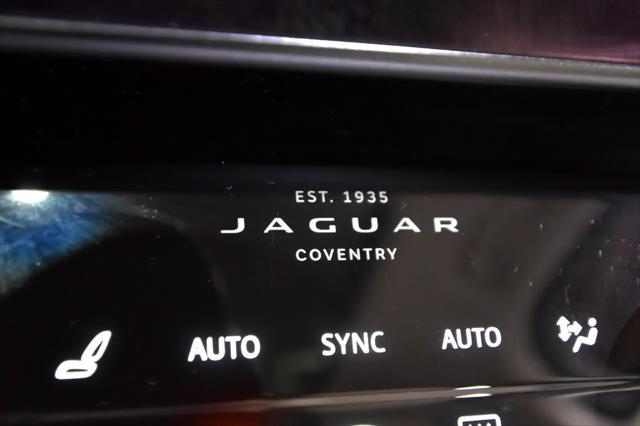 EST. 1935
JAGUAR
COVENTRY
AUTO SYNC AUTO